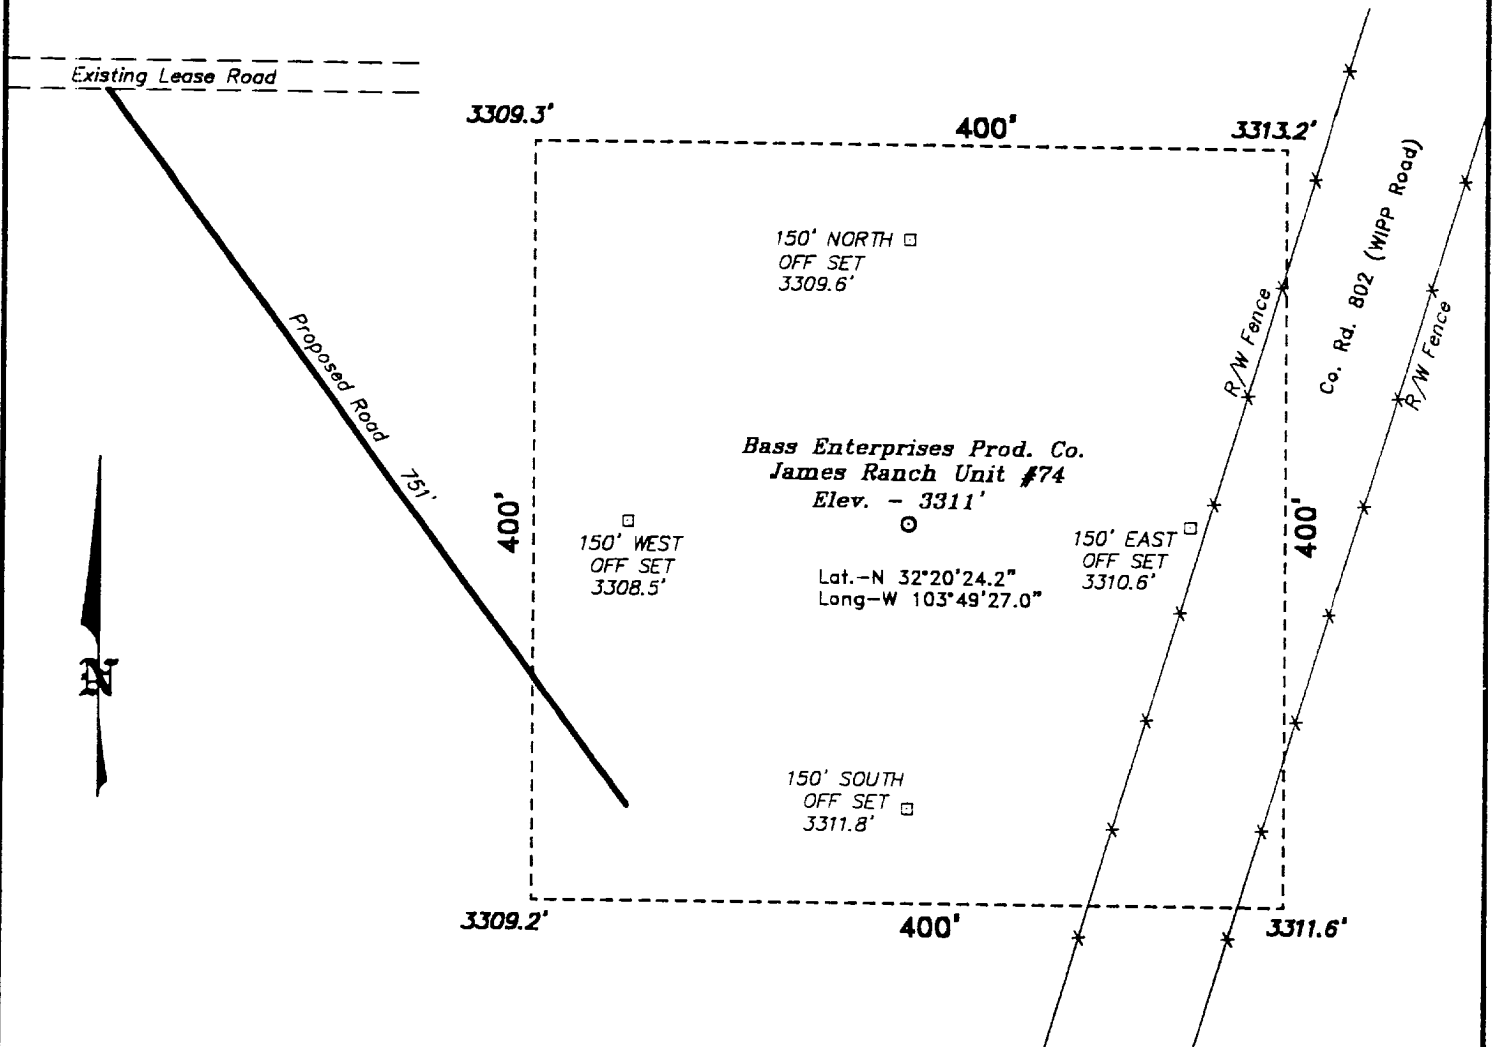 Existing Lease Road
3309.3'
400'
3313.2'
Co. Rd. 802 (WIPP Road)
150' NORTH
OFF SET
3309.6'
R/W Fence
R/W Fence
Proposed Road 751'
Bass Enterprises Prod. Co.
James Ranch Unit #74
Elev. - 3311'
400'
150' WEST
OFF SET
3308.5'
150' EAST
OFF SET
3310.6'
400'
Lat.-N 32°20'24.2"
Long-W 103°49'27.0"
N
150' SOUTH
OFF SET
3311.8'
3309.2'
400'
3311.6'